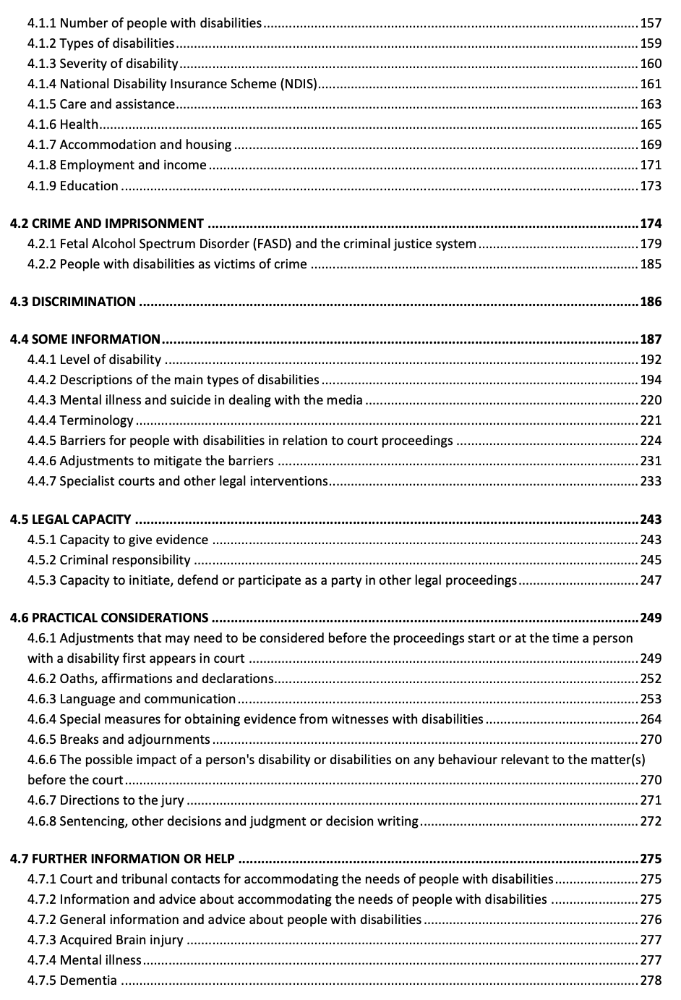 4.1.1 Number of people with disabilities........157
4.1.2 Types of disabilities........159
4.1.3 Severity of disability........160
4.1.4 National Disability Insurance Scheme (NDIS)........161
4.1.5 Care and assistance........163
4.1.6 Health........165
4.1.7 Accommodation and housing........169
4.1.8 Employment and income........171
4.1.9 Education........173
4.2 CRIME AND IMPRISONMENT........174
4.2.1 Fetal Alcohol Spectrum Disorder (FASD) and the criminal justice system........179
4.2.2 People with disabilities as victims of crime........185
4.3 DISCRIMINATION........186
4.4 SOME INFORMATION........187
4.4.1 Level of disability........192
4.4.2 Descriptions of the main types of disabilities........194
4.4.3 Mental illness and suicide in dealing with the media........220
4.4.4 Terminology........221
4.4.5 Barriers for people with disabilities in relation to court proceedings........224
4.4.6 Adjustments to mitigate the barriers........231
4.4.7 Specialist courts and other legal interventions........233
4.5 LEGAL CAPACITY........243
4.5.1 Capacity to give evidence........243
4.5.2 Criminal responsibility........245
4.5.3 Capacity to initiate, defend or participate as a party in other legal proceedings........247
4.6 PRACTICAL CONSIDERATIONS........249
4.6.1 Adjustments that may need to be considered before the proceedings start or at the time a person
with a disability first appears in court........249
4.6.2 Oaths, affirmations and declarations........252
4.6.3 Language and communication........253
4.6.4 Special measures for obtaining evidence from witnesses with disabilities........264
4.6.5 Breaks and adjournments........270
4.6.6 The possible impact of a person's disability or disabilities on any behaviour relevant to the matter(s)
before the court........270
4.6.7 Directions to the jury........271
4.6.8 Sentencing, other decisions and judgment or decision writing........272
4.7 FURTHER INFORMATION OR HELP........275
4.7.1 Court and tribunal contacts for accommodating the needs of people with disabilities........275
4.7.2 Information and advice about accommodating the needs of people with disabilities........275
4.7.2 General information and advice about people with disabilities........276
4.7.3 Acquired Brain injury........277
4.7.4 Mental illness........277
4.7.5 Dementia........278